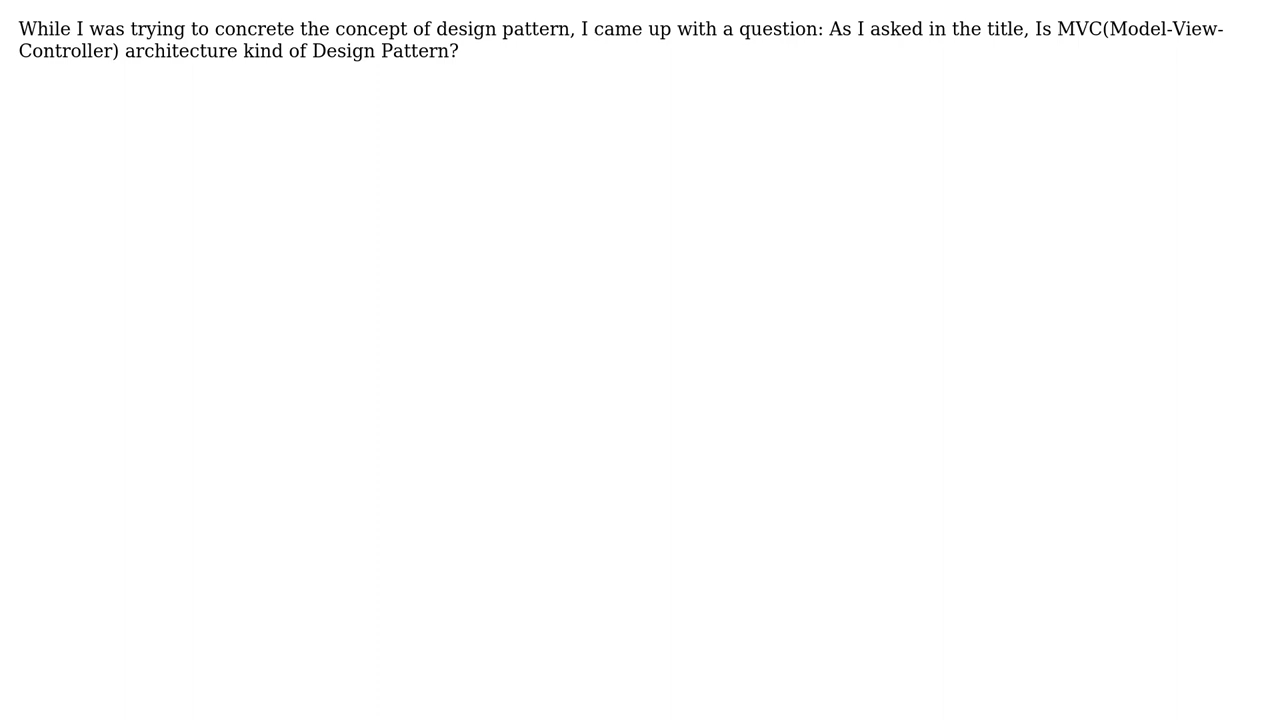 While I was trying to concrete the concept of design pattern, I came up with a question: As I asked in the title, Is MVC(Model-View-
Controller) architecture kind of Design Pattern?